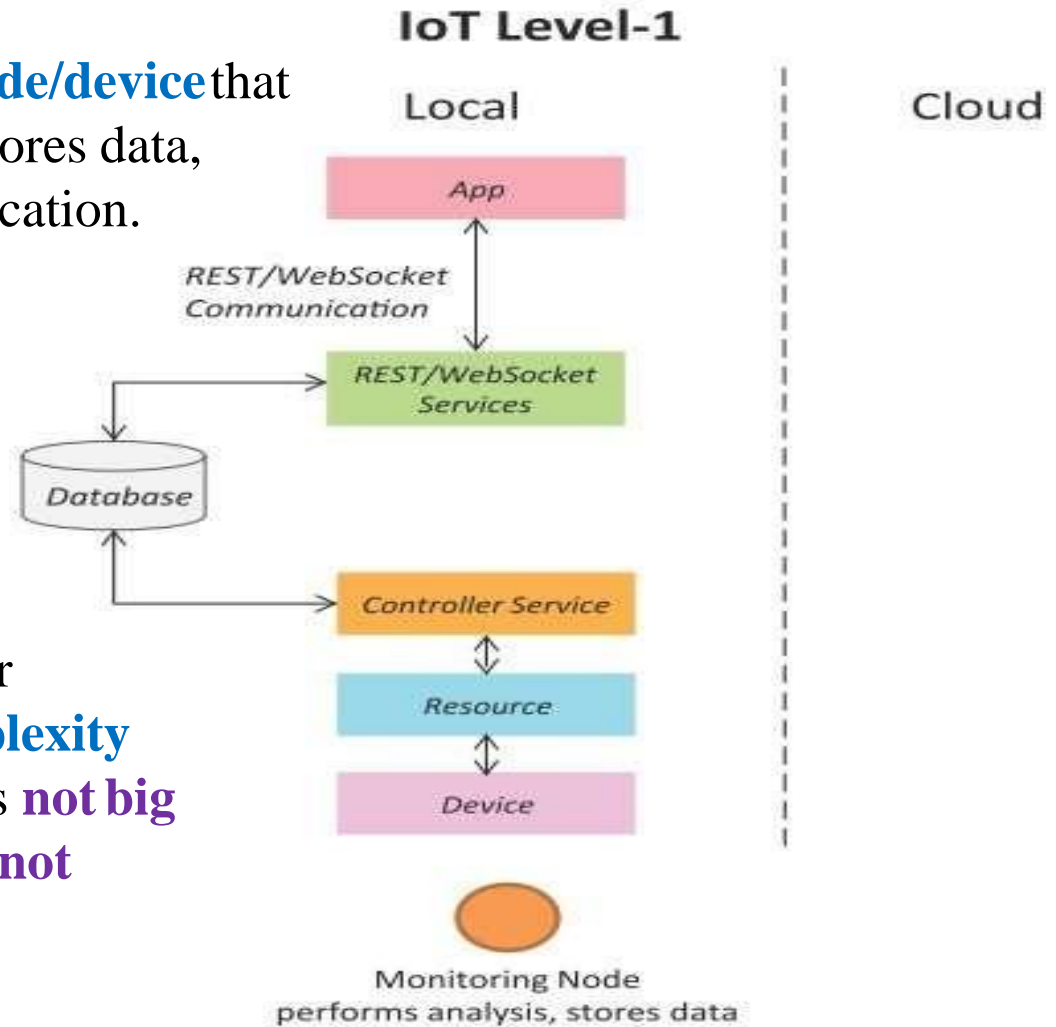 IoT Level-1
de/device that
ores data,
cation.
Local
Cloud
App
REST/WebSocket
Communication
REST/WebSocket
Services
Database
Controller Service
r
plexity
s not big
not
Resource
Device
Monitoring Node
performs analysis, stores data